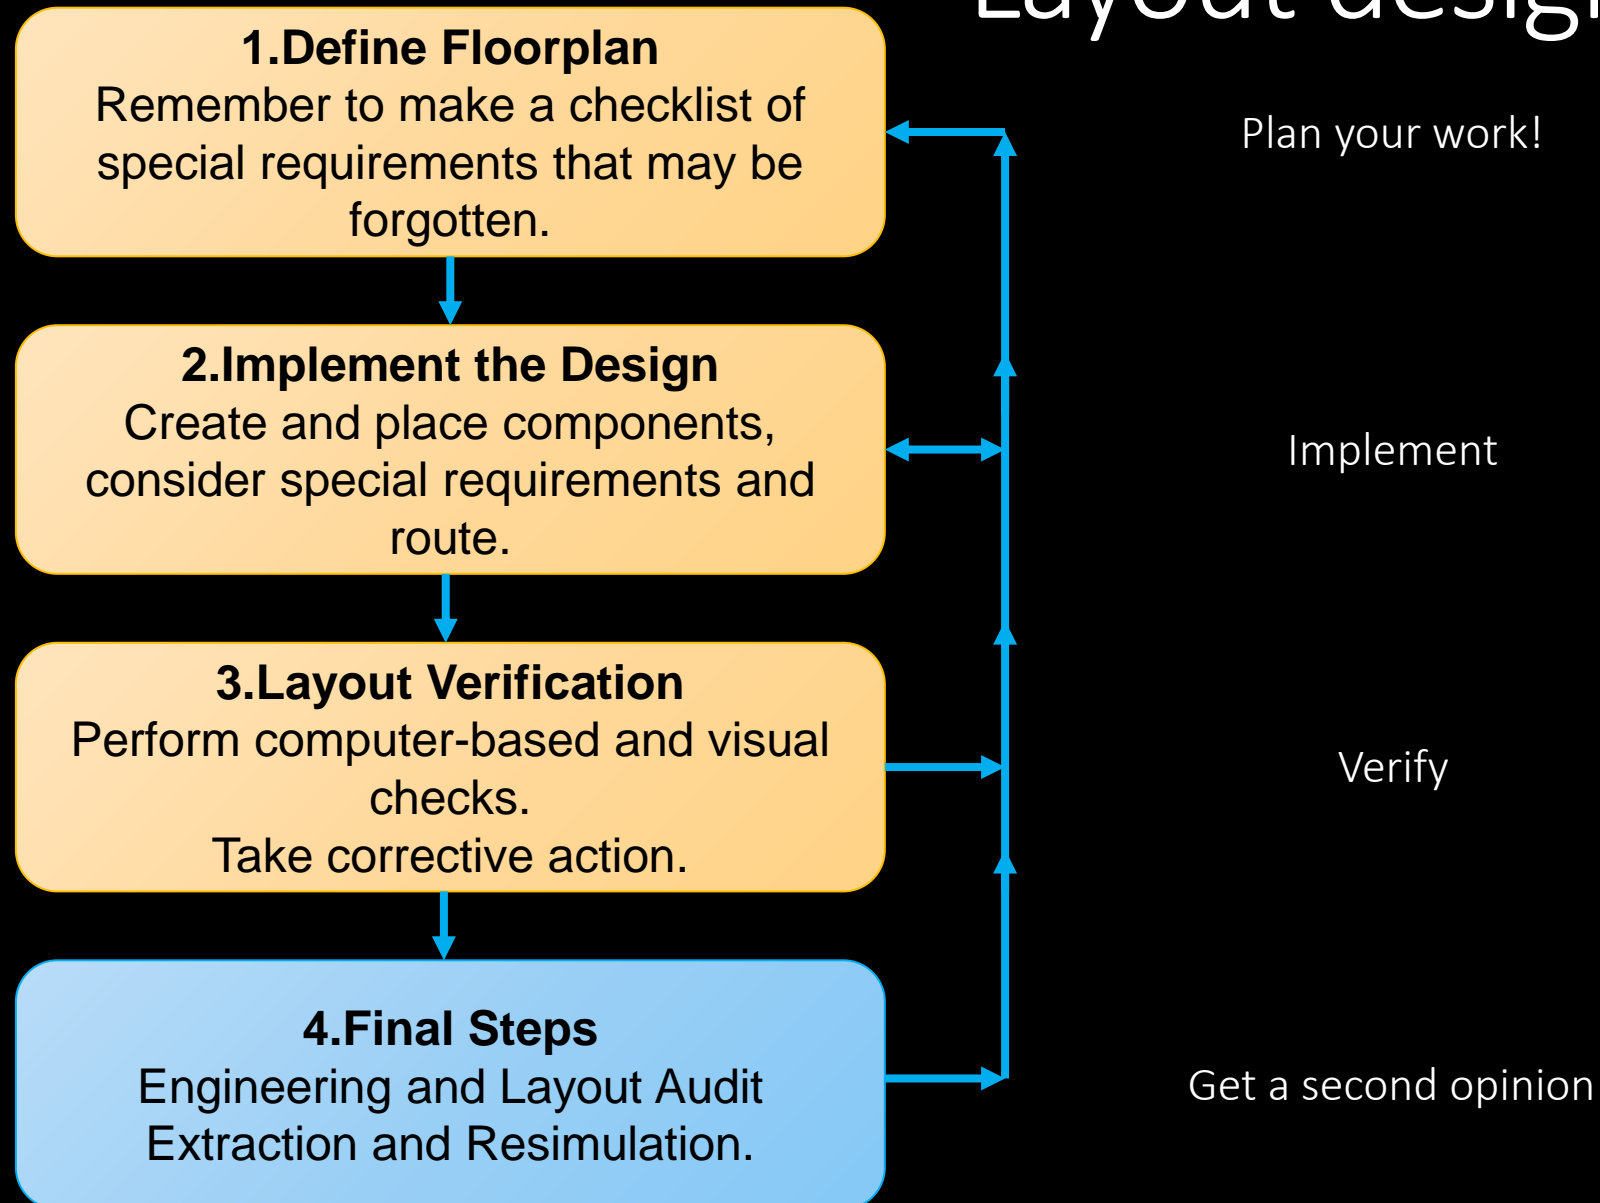 Layout design
1.Define Floorplan
Remember to make a checklist of
special requirements that may be
forgotten.
Plan your work!
2.Implement the Design
Create and place components,
consider special requirements and
route.
Implement
3.Layout Verification
Perform computer-based and visual
checks.
Take corrective action.
Verify
4.Final Steps
Engineering and Layout Audit
Extraction and Resimulation.
Get a second opinion